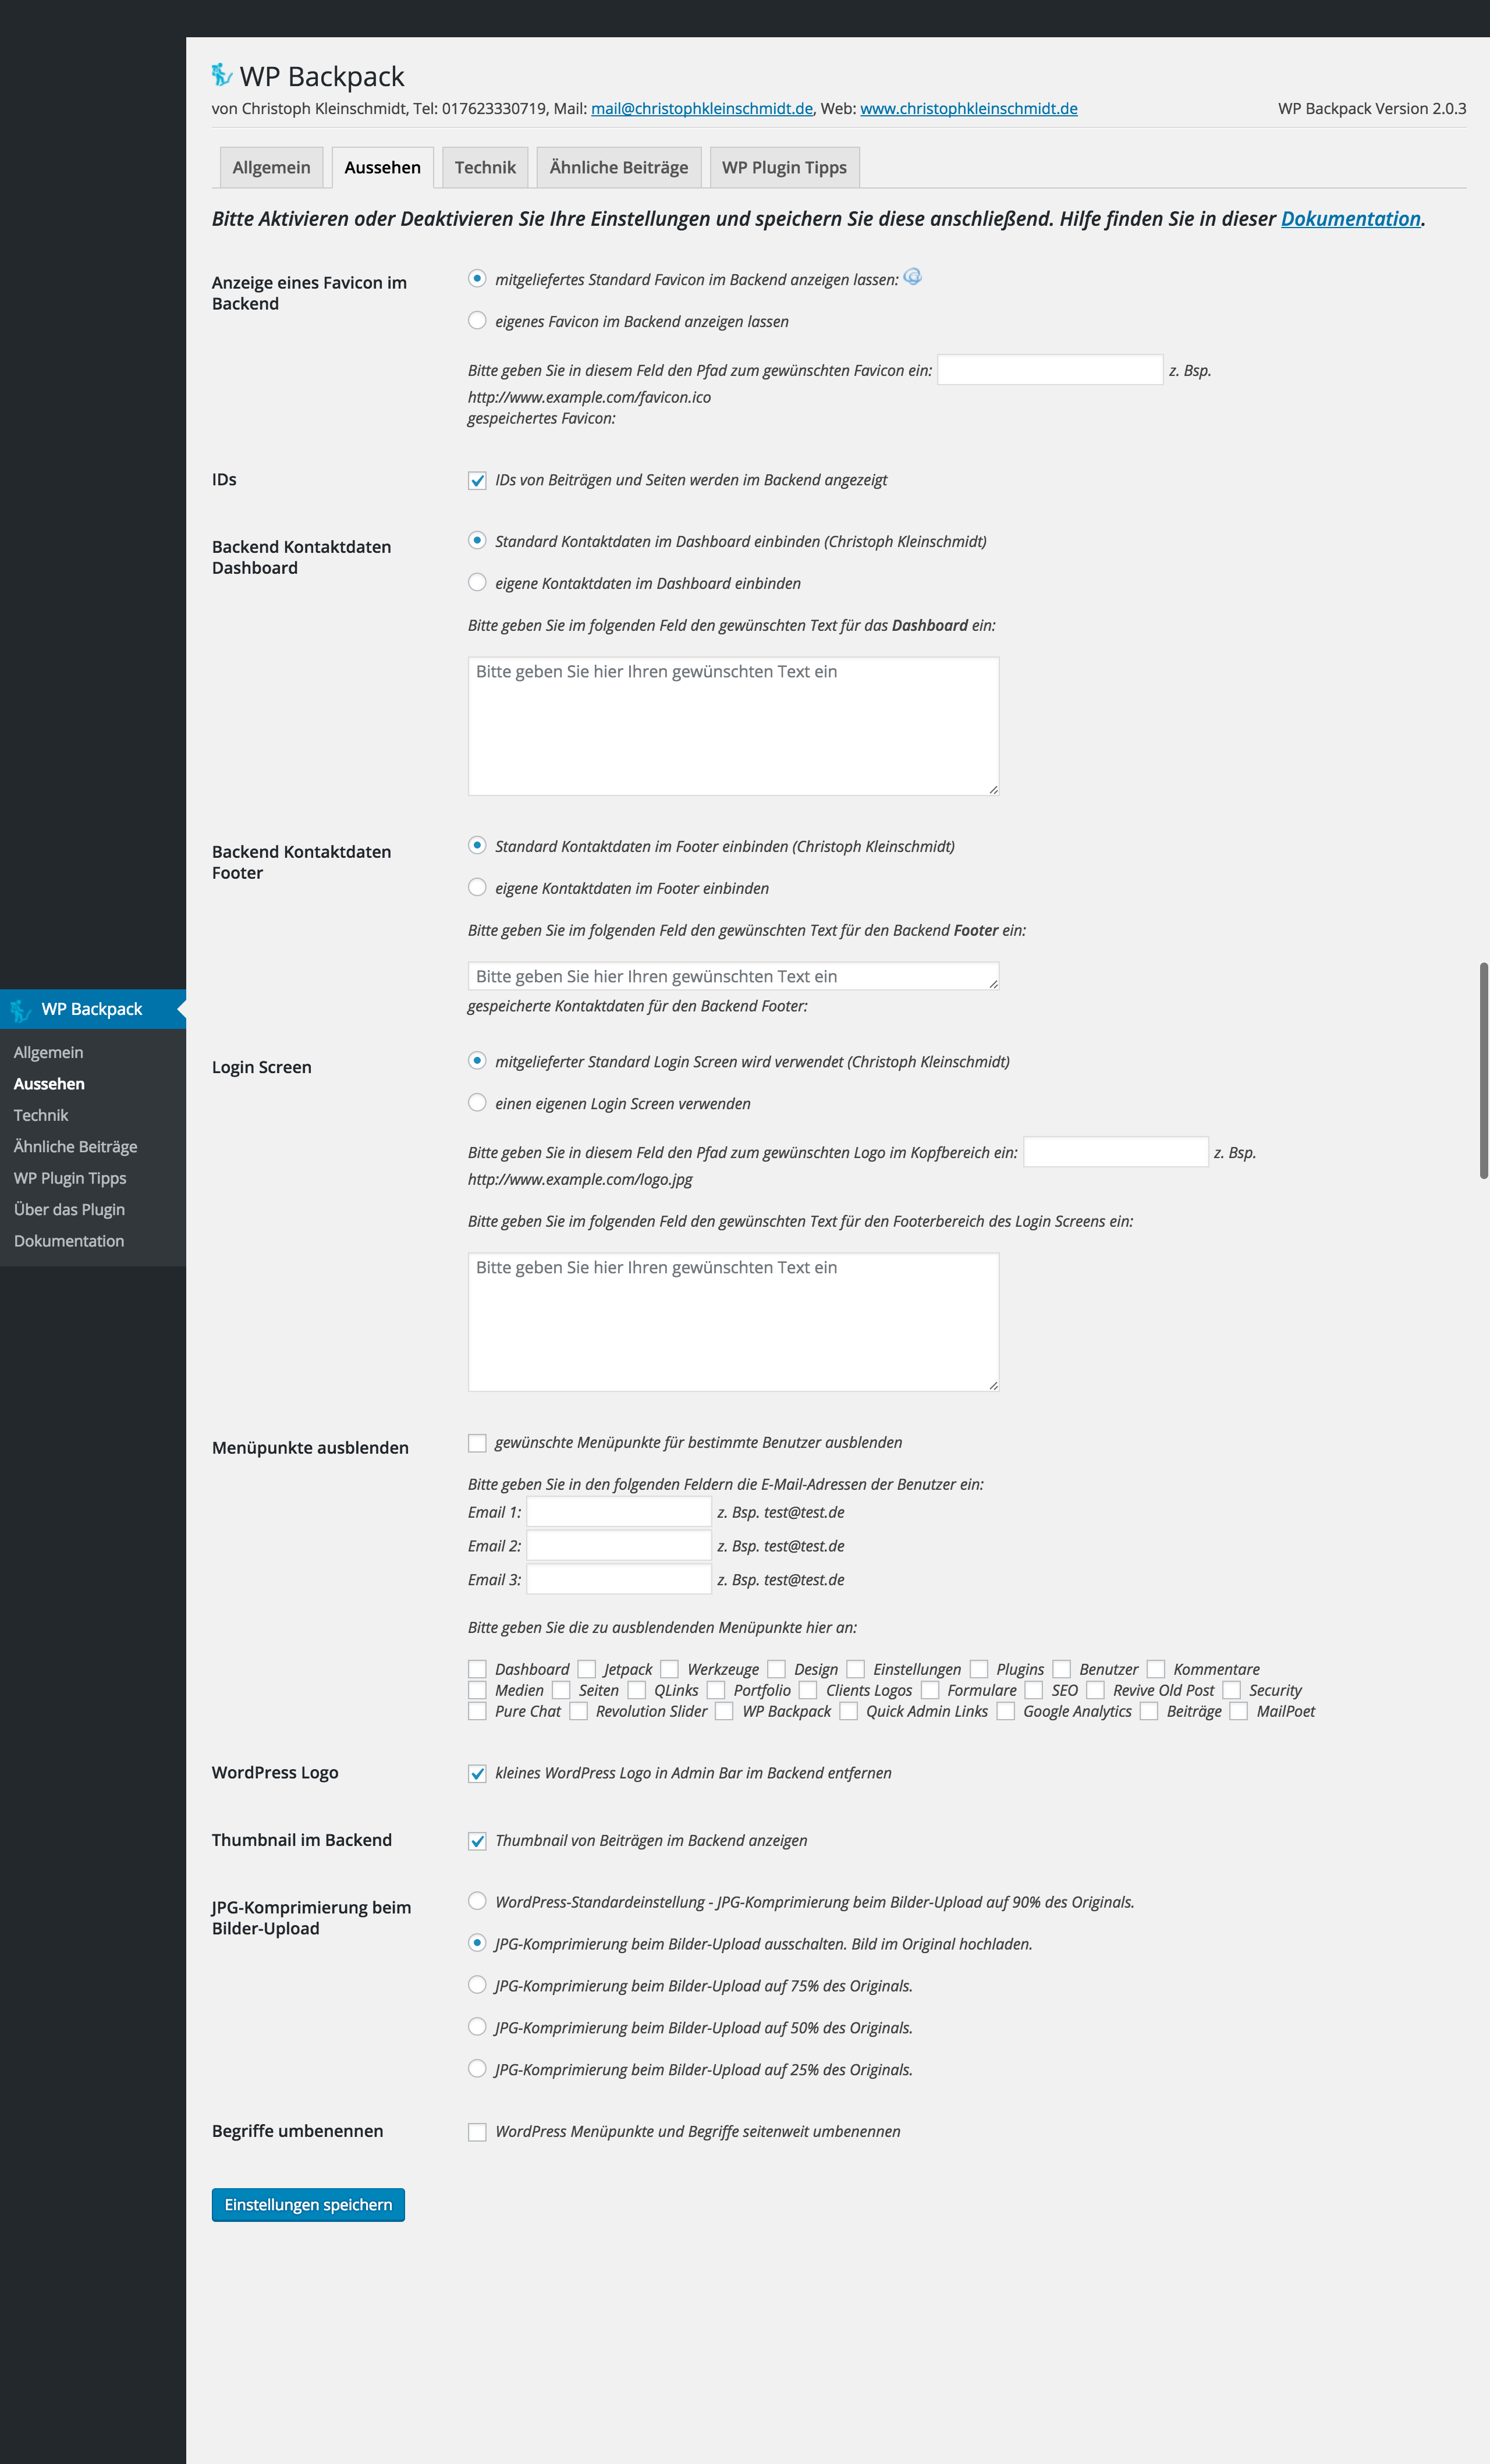 WP Backpack
von Christoph Kleinschmidt, Tel: 017623330719, Mail: mail@christophkleinschmidt.de, Web: www.christophkleinschmidt.de
WP Backpack Version 2.0.3
Allgemein
Aussehen
Technik
Ähnliche Beiträge
WP Plugin Tipps
Bitte Aktivieren oder Deaktivieren Sie Ihre Einstellungen und speichern Sie diese anschließend. Hilfe finden Sie in dieser Dokumentation.
Anzeige eines Favicon im
Backend
mitgeliefertes Standard Favicon im Backend anzeigen lassen:
eigenes Favicon im Backend anzeigen lassen
Bitte geben Sie in diesem Feld den Pfad zum gewünschten Favicon ein: z. Bsp.
http://www.example.com/favicon.ico
gespeichertes Favicon:
IDs
IDs von Beiträgen und Seiten werden im Backend angezeigt
Backend Kontaktdaten
Dashboard
Standard Kontaktdaten im Dashboard einbinden (Christoph Kleinschmidt)
eigene Kontaktdaten im Dashboard einbinden
Bitte geben Sie im folgenden Feld den gewünschten Text für das Dashboard ein:
Bitte geben Sie hier Ihren gewünschten Text ein
Backend Kontaktdaten
Footer
Standard Kontaktdaten im Footer einbinden (Christoph Kleinschmidt)
eigene Kontaktdaten im Footer einbinden
Bitte geben Sie im folgenden Feld den gewünschten Text für den Backend Footer ein:
Bitte geben Sie hier Ihren gewünschten Text ein
gespeicherte Kontaktdaten für den Backend Footer:
WP Backpack
Allgemein
Aussehen
Technik
Ähnliche Beiträge
WP Plugin Tipps
Über das Plugin
Dokumentation
Login Screen
mitgelieferter Standard Login Screen wird verwendet (Christoph Kleinschmidt)
einen eigenen Login Screen verwenden
Bitte geben Sie in diesem Feld den Pfad zum gewünschten Logo im Kopfbereich ein: z. Bsp.
http://www.example.com/logo.jpg
Bitte geben Sie im folgenden Feld den gewünschten Text für den Footerbereich des Login Screens ein:
Bitte geben Sie hier Ihren gewünschten Text ein
Menüpunkte ausblenden
gewünschte Menüpunkte für bestimmte Benutzer ausblenden
Bitte geben Sie in den folgenden Feldern die E-Mail-Adressen der Benutzer ein:
Email 1: z. Bsp. test@test.de
Email 2: z. Bsp. test@test.de
Email 3: z. Bsp. test@test.de
Bitte geben Sie die zu ausblendenden Menüpunkte hier an:
Dashboard Jetpack Werkzeuge Design Einstellungen Plugins Benutzer Kommentare
Medien Seiten QLinks Portfolio Clients Logos Formulare SEO Revive Old Post Security
Pure Chat Revolution Slider WP Backpack Quick Admin Links Google Analytics Beiträge MailPoet
WordPress Logo
kleines WordPress Logo in Admin Bar im Backend entfernen
Thumbnail im Backend
Thumbnail von Beiträgen im Backend anzeigen
JPG-Komprimierung beim
Bilder-Upload
WordPress-Standardeinstellung - JPG-Komprimierung beim Bilder-Upload auf 90% des Originals.
JPG-Komprimierung beim Bilder-Upload ausschalten. Bild im Original hochladen.
JPG-Komprimierung beim Bilder-Upload auf 75% des Originals.
JPG-Komprimierung beim Bilder-Upload auf 50% des Originals.
JPG-Komprimierung beim Bilder-Upload auf 25% des Originals.
Begriffe umbenennen
WordPress Menüpunkte und Begriffe seitenweit umbenennen
Einstellungen speichern